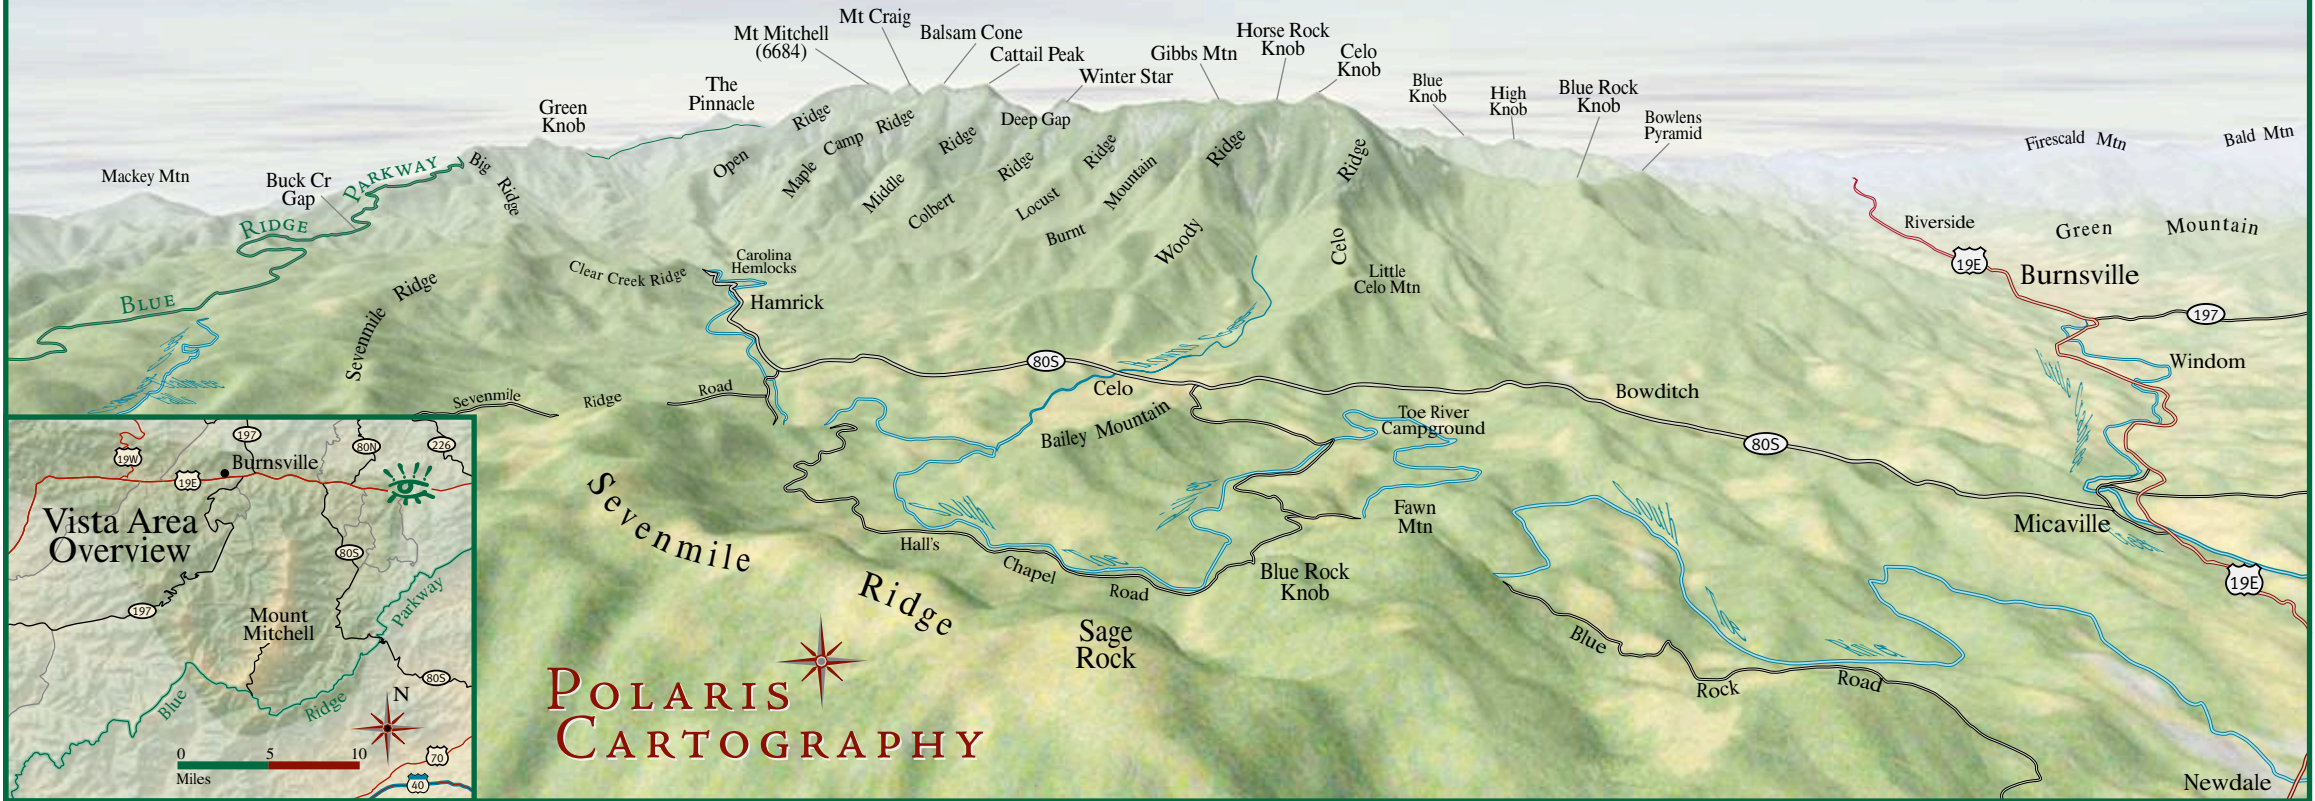 Mt Craig
Mt Mitchell
(6684)
Balsam Cone
Cattail Peak
Winter Star
Gibbs Mtn
Horse Rock
Knob
Celo
Knob
Blue
Knob
High
Knob
Blue Rock
Knob
Bowlens
Pyramid
The
Pinnacle
Green
Knob
Firescald Mtn
Bald Mtn
Mackey Mtn
Buck Cr
Gap
BLUE RIDGE PARKWAY
Big Ridge
Open Ridge
Maple Camp Ridge
Middle Ridge
Colbert Ridge
Deep Gap
Locust Ridge
Burnt Mountain
Woody Ridge
Celo Ridge
Little
Celo Mtn
Riverside
Green Mountain
19E
Burnsville
197
Windom
Sevenmile Ridge
Clear Creek Ridge
Carolina
Hemlocks
Hamrick
80S
Celo
Bowditch
80S
Sevenmile Ridge Road
Bailey Mountain
Toe River
Campground
Fawn
Mtn
Micaville
19E
Sevenmile Ridge
Hall's Chapel Road
Blue Rock
Knob
Sage
Rock
Blue Rock Road
Newdale
POLARIS
CARTOGRAPHY
197
80N
226
19W
Burnsville
19E
Vista Area
Overview
80S
Mount
Mitchell
197
Parkway
80S
Blue Ridge
N
0 5 10
Miles
70
40